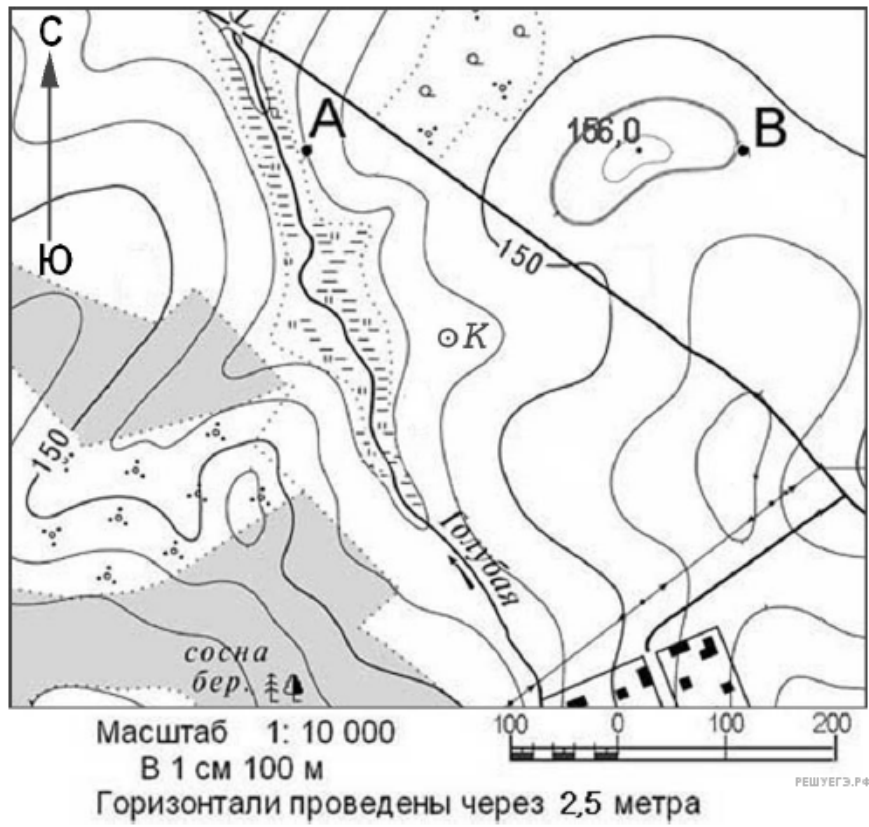 С
А
В
156,0
Ю
150
К
150
Голубая
сосна
бер.
Масштаб 1: 10 000
В 1 см 100 м
Горизонтали проведены через 2,5 метра
100 0 100 200
РЕШУЕГЭ.РФ